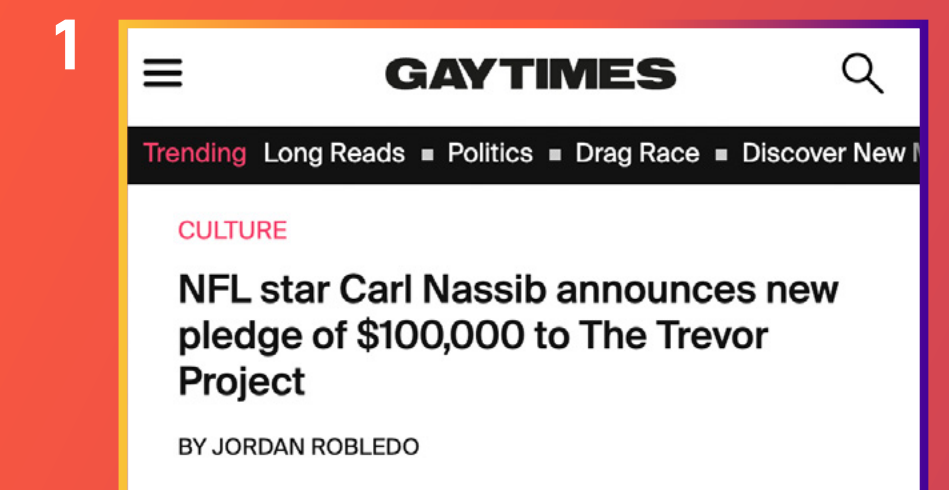 1
GAYTIMES
Trending Long Reads ▪ Politics ▪ Drag Race ▪ Discover New
CULTURE
NFL star Carl Nassib announces new
pledge of $100,000 to The Trevor
Project
BY JORDAN ROBLEDO